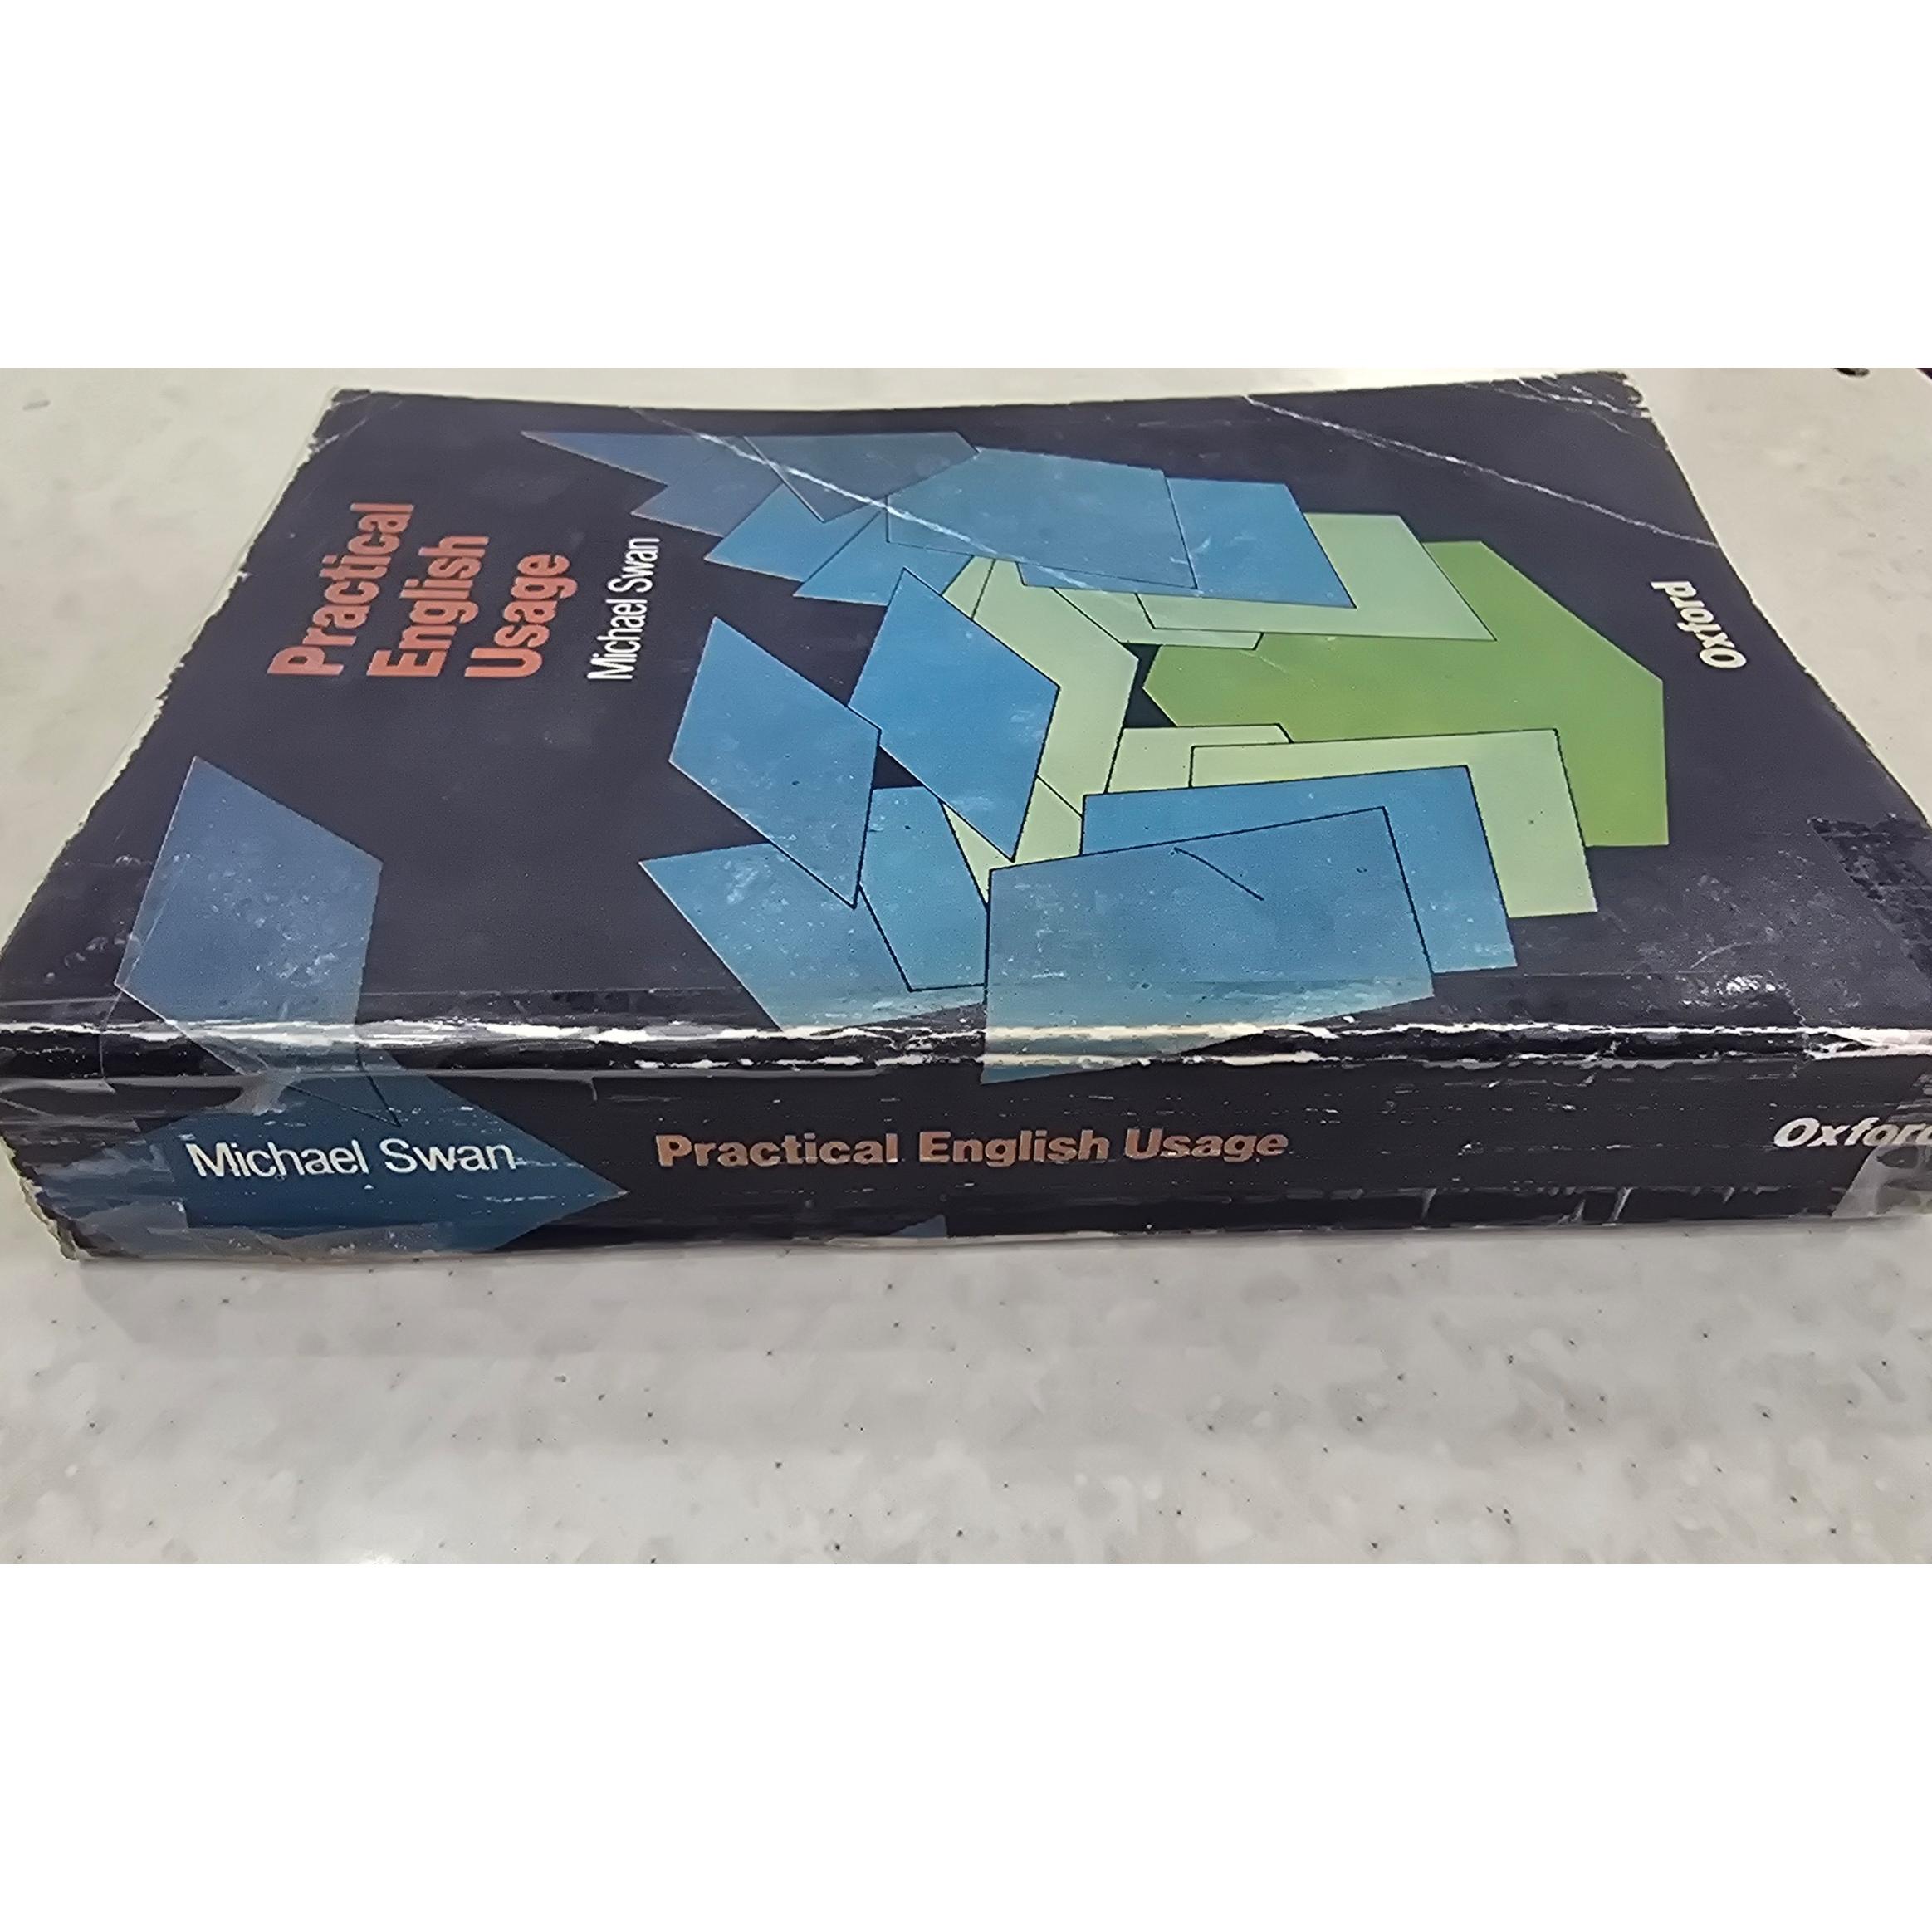 Practical
English
Usage
Michael Swan
Oxford
Michael Swan
Practical English Usage
Oxford